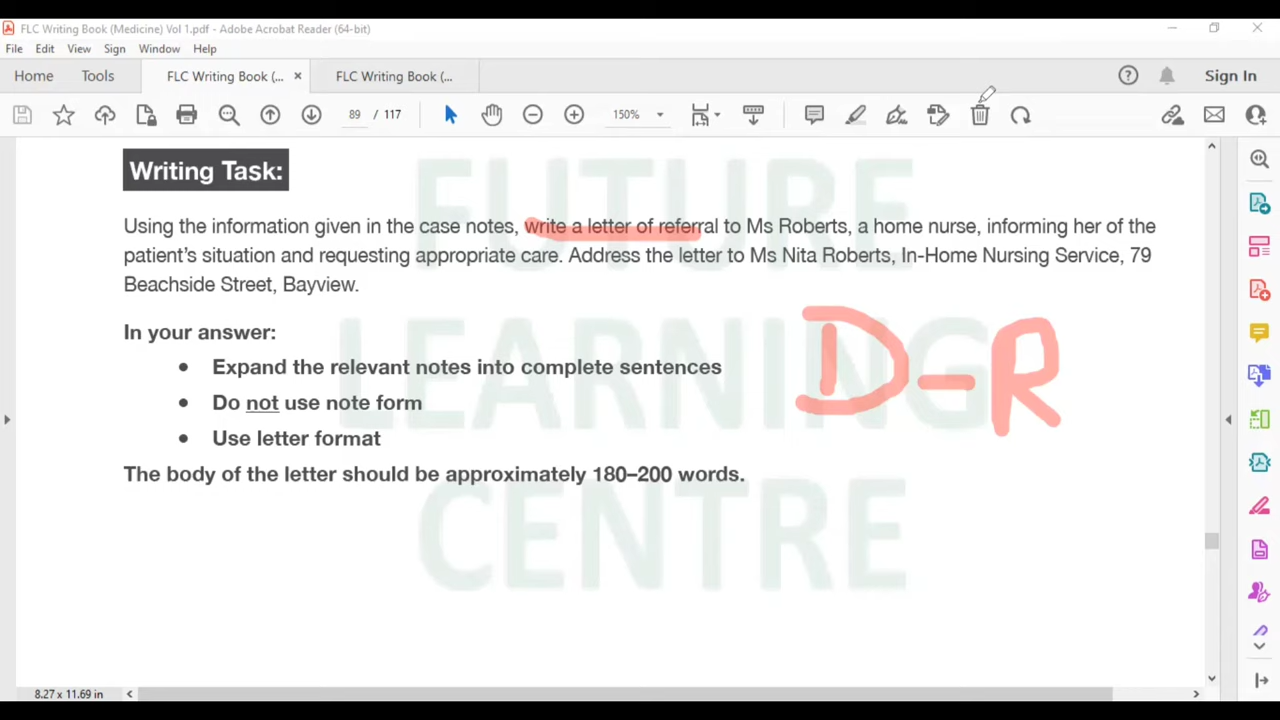 FLC Writing Book (Medicine) Vol 1.pdf - Adobe Acrobat Reader (64-bit)
File Edit View Sign Window Help
Home Tools FLC Writing Book (... × FLC Writing Book (... Sign In
89 / 117 150%
FUTURE
LEARNING
CENTRE
Writing Task:
Using the information given in the case notes, write a letter of referral to Ms Roberts, a home nurse, informing her of the
patient's situation and requesting appropriate care. Address the letter to Ms Nita Roberts, In-Home Nursing Service, 79
Beachside Street, Bayview.
In your answer:
• Expand the relevant notes into complete sentences
• Do not use note form
• Use letter format
D-R
The body of the letter should be approximately 180–200 words.
8.27 x 11.69 in